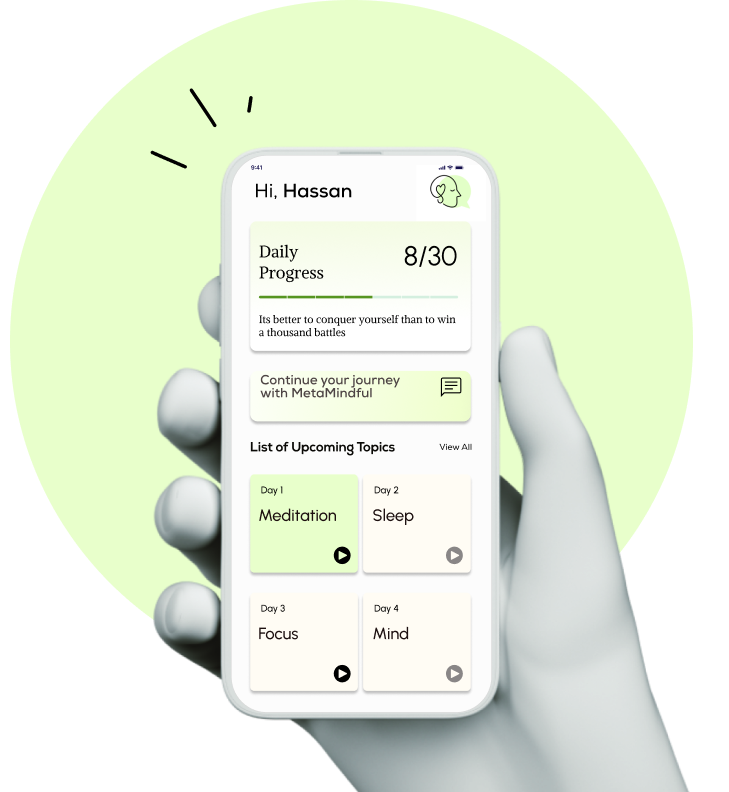 9:41
Hi, Hassan
Daily
Progress
8/30
Its better to conquer yourself than to win
a thousand battles
Continue your journey
with MetaMindful
List of Upcoming Topics
View All
Day 1
Meditation
Day 2
Sleep
Day 3
Focus
Day 4
Mind